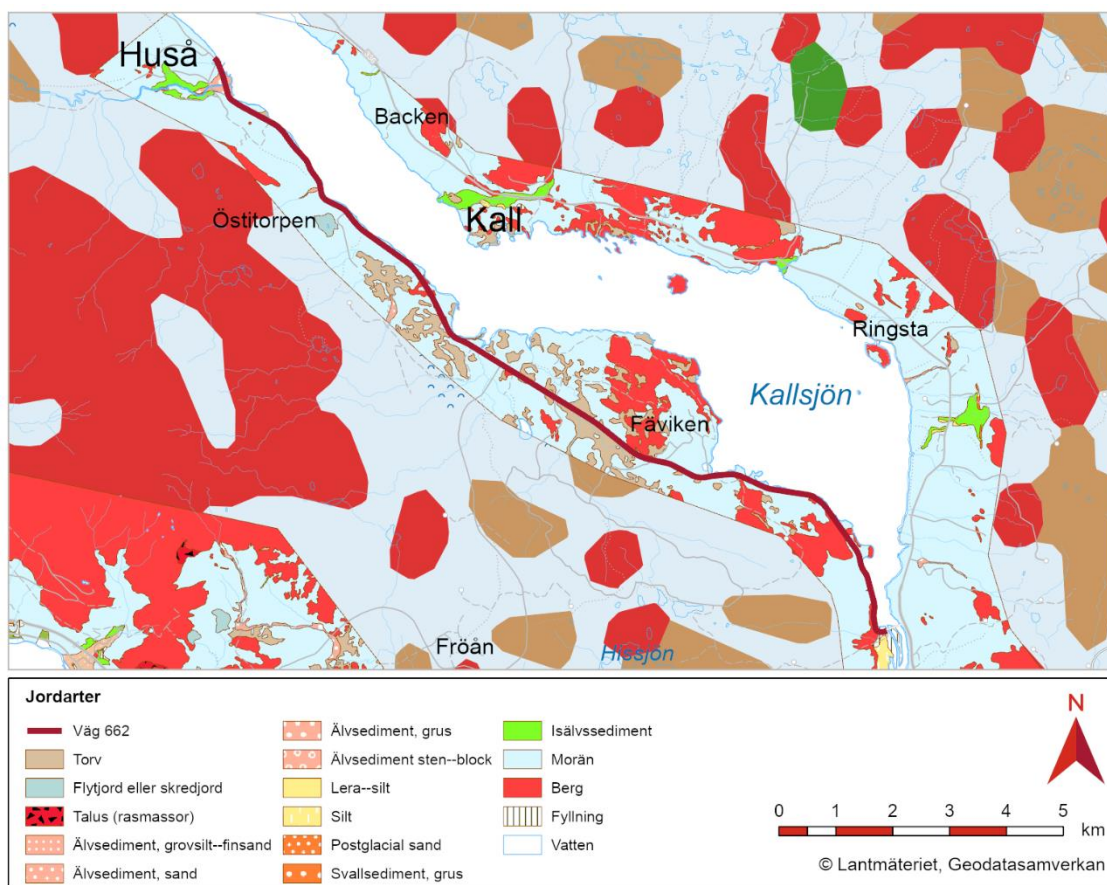 Huså
Backen
Östitorpen
Kall
Ringsta
Kallsjön
Fäviken
Fröån
Hissjön
Jordarter
Väg 662
Torv
Flytjord eller skredjord
Talus (rasmassor)
Älvsediment, grovsilt--finsand
Älvsediment, sand
Älvsediment, grus
Älvsediment sten--block
Lera--silt
Silt
Postglacial sand
Svallsediment, grus
Isälvssediment
Morän
Berg
Fyllning
Vatten
N
0 1 2 3 4 5
km
© Lantmäteriet, Geodatasamverkan